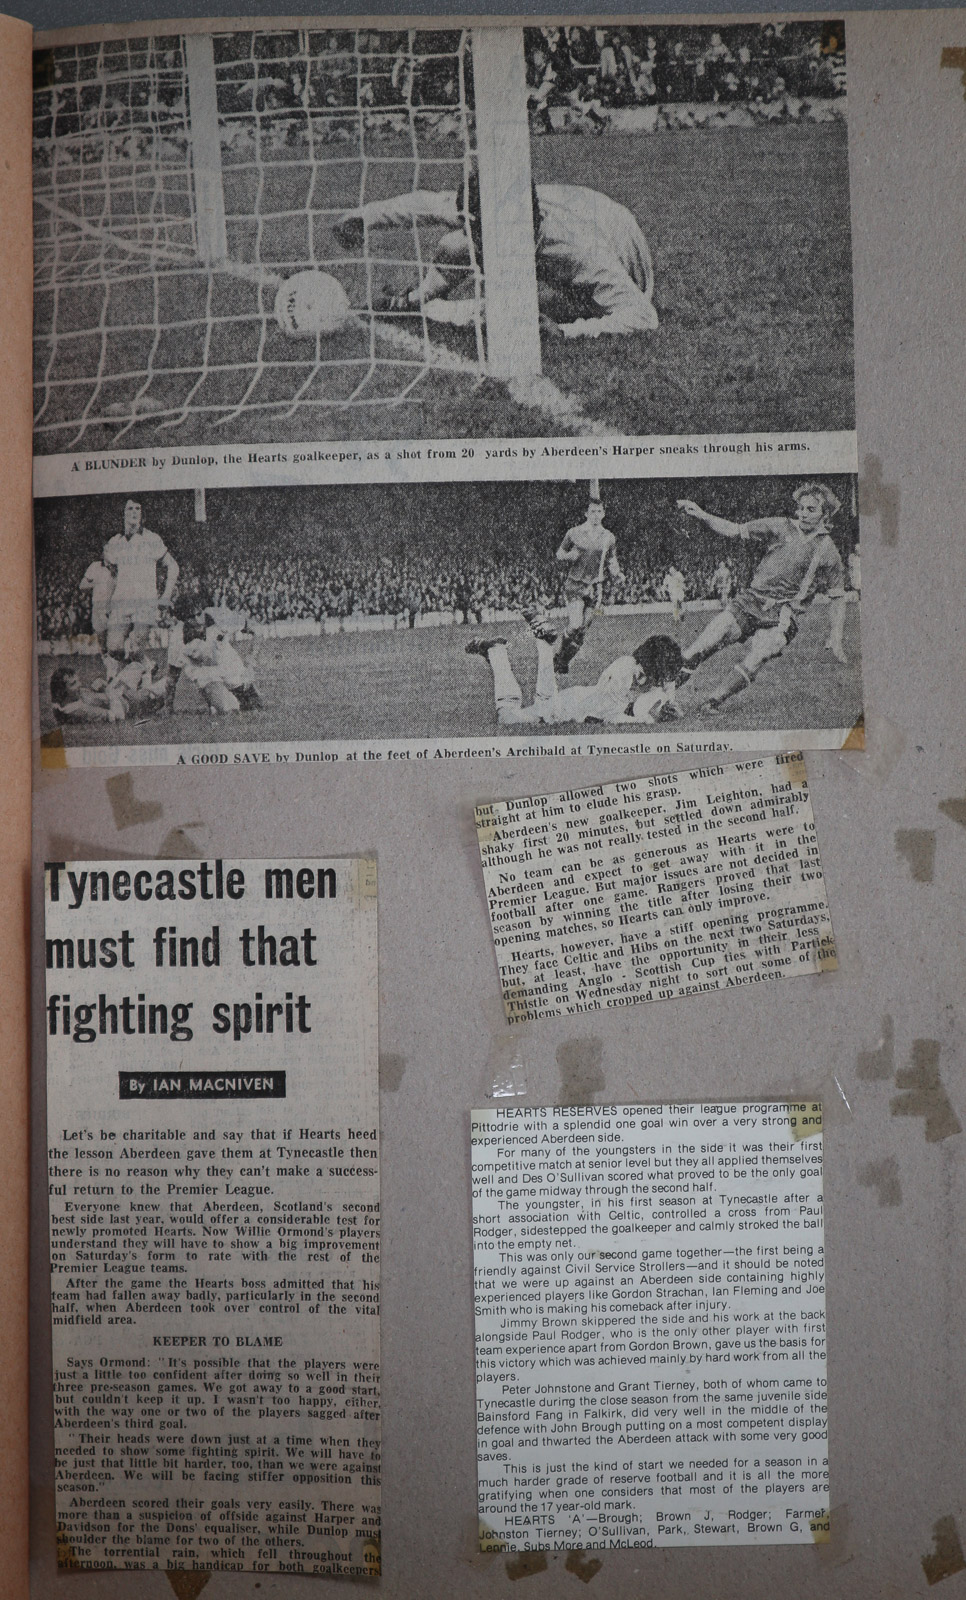 A BLUNDER by Dunlop, the Hearts goalkeeper, as a shot from 20 yards by Aberdeen's Harper sneaks through his arms.
A GOOD SAVE by Dunlop at the feet of Aberdeen's Archibald at Tynecastle on Saturday.
Tynecastle men
must find that
fighting spirit
By IAN MACNIVEN
Let's be charitable and say that if Hearts heed
the lesson Aberdeen gave them at Tynecastle then
there is no reason why they can't make a success-
ful return to the Premier League.
Everyone knew that Aberdeen, Scotland's second
best side last year, would offer a considerable test for
newly promoted Hearts. Now Willie Ormond's players
understand they will have to show a big improvement
on Saturday's form to rate with the rest of the
Premier League teams.
After the game the Hearts boss admitted that his
team had fallen away badly, particularly in the second
half, when Aberdeen took over control of the vital
midfield area.
KEEPER TO BLAME
Says Ormond: "It's possible that the players were
just a little too confident after doing so well in their
three pre-season games. We got away to a good start,
but couldn't keep it up. I wasn't too happy, either,
with the way one or two of the players sagged after
Aberdeen's third goal.
"Their heads were down just at a time when they
needed to show some fighting spirit. We will have to
be just that little bit harder, too, than we were against
Aberdeen. We will be facing stiffer opposition this
season."
Aberdeen scored their goals very easily. There was
more than a suspicion of offside against Harper and
Davidson for the Dons' equaliser, while Dunlop must
shoulder the blame for two of the others.
The torrential rain, which fell throughout the
afternoon, was a big handicap for both goalkeepers
but Dunlop allowed two shots which were fired
straight at him to elude his grasp.
Aberdeen's new goalkeeper, Jim Leighton, had a
shaky first 20 minutes, but settled down admirably
although he was not really tested in the second half.
No team can be as generous as Hearts were to
Aberdeen and expect to get away with it in the
Premier League. But major issues are not decided in
football after one game. Rangers proved that last
season by winning the title after losing their two
opening matches, so Hearts can only improve.
Hearts, however, have a stiff opening programme.
They face Celtic and Hibs on the next two Saturdays,
but, at least, have the opportunity in their less
demanding Anglo - Scottish Cup ties with Partick
Thistle on Wednesday night to sort out some of the
problems which cropped up against Aberdeen.
HEARTS RESERVES opened their league programme at
Pittodrie with a splendid one goal win over a very strong and
experienced Aberdeen side.
For many of the youngsters in the side it was their first
competitive match at senior level but they all applied themselves
well and Des O'Sullivan scored what proved to be the only goal
of the game midway through the second half.
The youngster, in his first season at Tynecastle after a
short association with Celtic, controlled a cross from Paul
Rodger, sidestepped the goalkeeper and calmly stroked the ball
into the empty net.
This was only our second game together—the first being a
friendly against Civil Service Strollers—and it should be noted
that we were up against an Aberdeen side containing highly
experienced players like Gordon Strachan, Ian Fleming and Joe
Smith who is making his comeback after injury.
Jimmy Brown skippered the side and his work at the back
alongside Paul Rodger, who is the only other player with first
team experience apart from Gordon Brown, gave us the basis for
this victory which was achieved mainly by hard work from all the
players.
Peter Johnstone and Grant Tierney, both of whom came to
Tynecastle during the close season from the same juvenile side
Bainsford Fang in Falkirk, did very well in the middle of the
defence with John Brough putting on a most competent display
in goal and thwarted the Aberdeen attack with some very good
saves.
This is just the kind of start we needed for a season in a
much harder grade of reserve football and it is all the more
gratifying when one considers that most of the players are
around the 17 year-old mark.
HEARTS 'A'—Brough; Brown J, Rodger; Farmer,
Johnston Tierney; O'Sullivan, Park, Stewart, Brown G, and
Lennie, Subs More and McLeod.